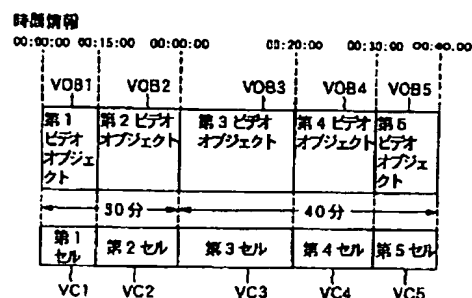 時間情報
00:00:00 00:15:00 00:00:00 00:20:00 00:30:00 00:40:00
VOB1 VOB2 VOB3 VOB4 VOB5
第1ビデオオブジェクト
第2ビデオオブジェクト
第3ビデオオブジェクト
第4ビデオオブジェクト
第5ビデオオブジェクト
30分 40分
第1セル 第2セル 第3セル 第4セル 第5セル
VC1 VC2 VC3 VC4 VC5